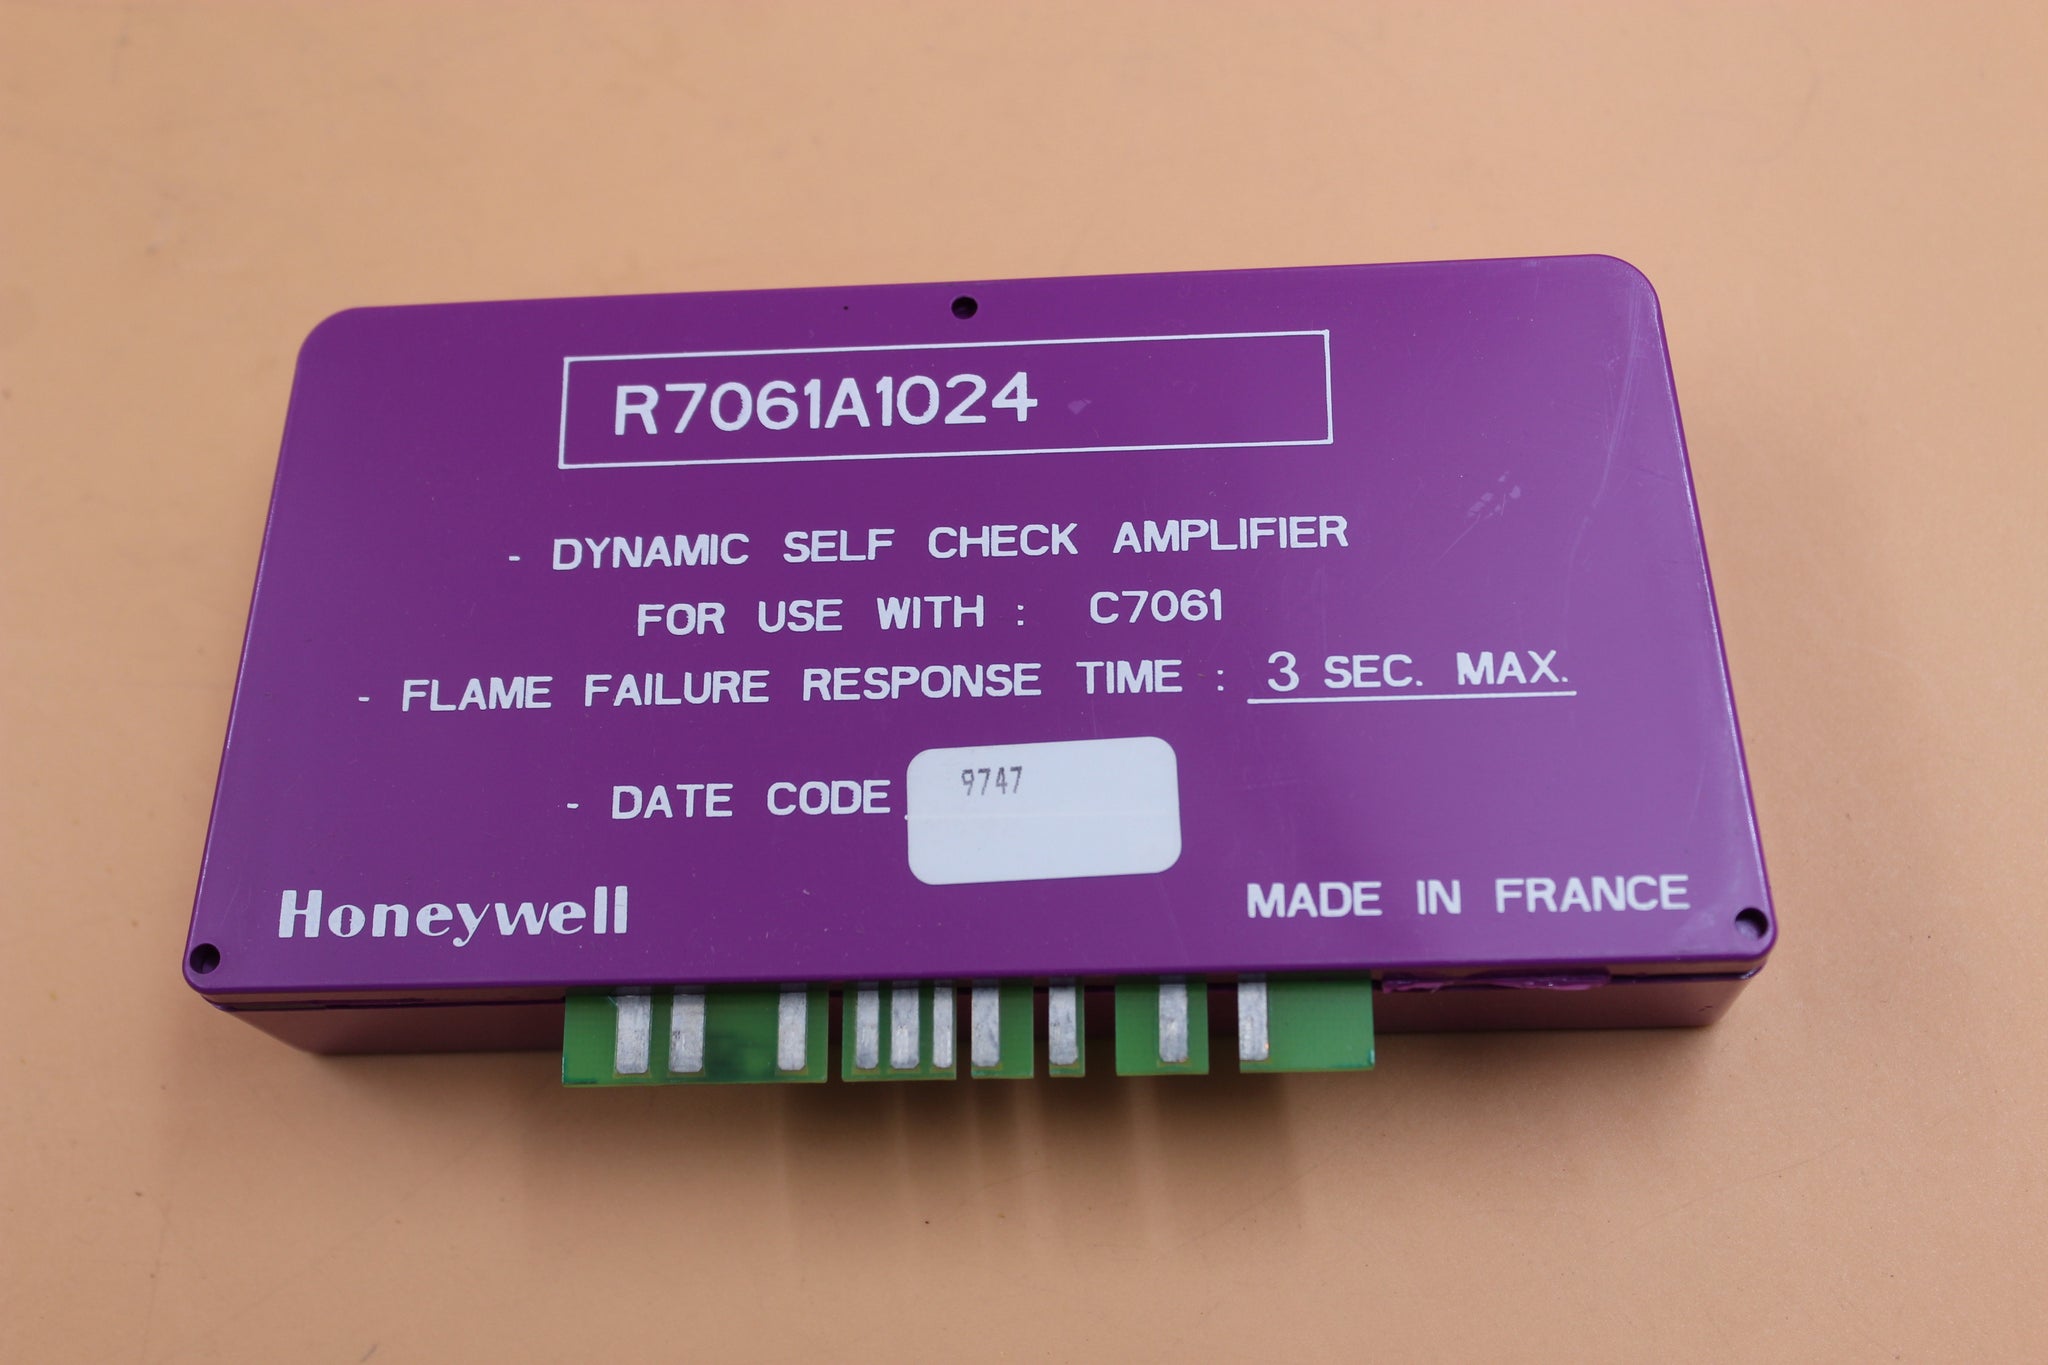 R7061A1024
- DYNAMIC SELF CHECK AMPLIFIER
FOR USE WITH : C7061
- FLAME FAILURE RESPONSE TIME : 3 SEC. MAX.
- DATE CODE 9747
Honeywell
MADE IN FRANCE